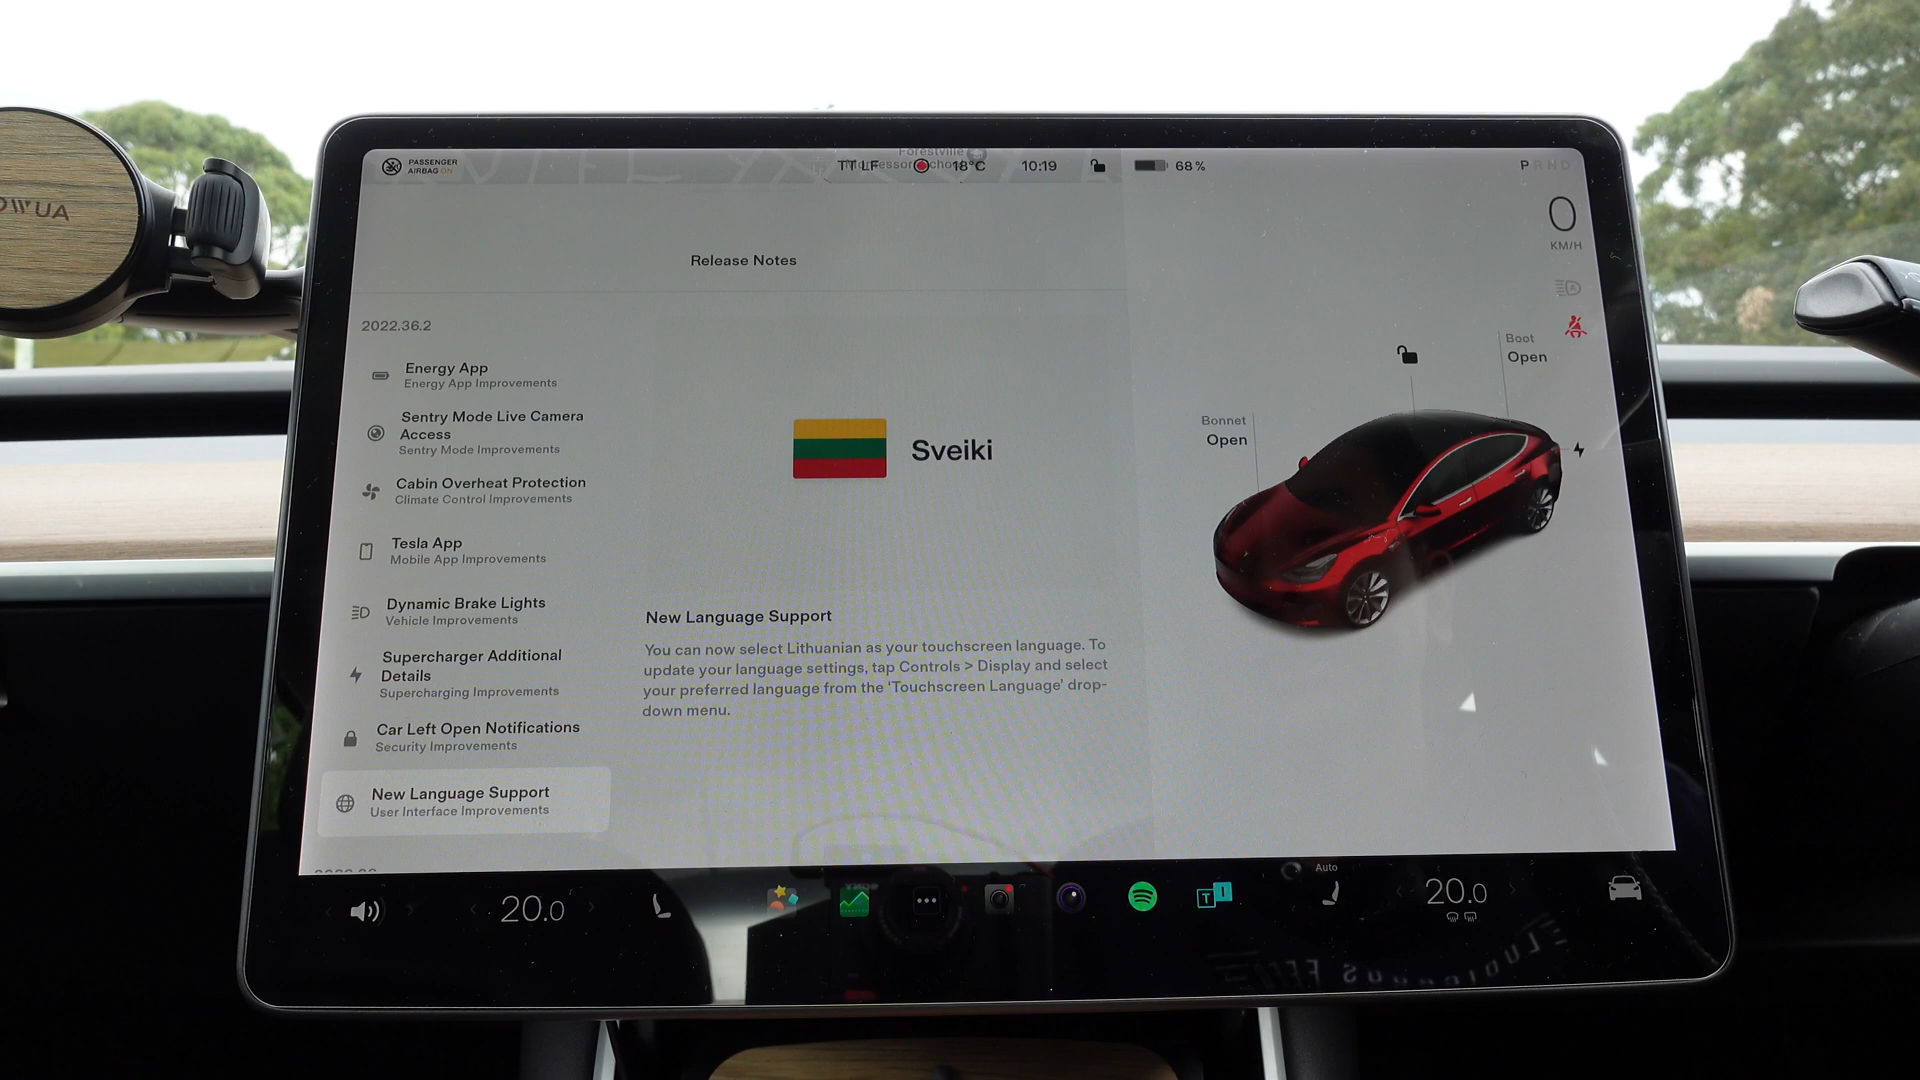 PASSENGER
AIRBAG ON
Forestville
TT LF
18°C
10:19
68 %
P R N D
0
KM/H
Release Notes
2022.36.2
Energy App
Energy App Improvements
Sentry Mode Live Camera
Access
Sentry Mode Improvements
Cabin Overheat Protection
Climate Control Improvements
Tesla App
Mobile App Improvements
Dynamic Brake Lights
Vehicle Improvements
Supercharger Additional
Details
Supercharging Improvements
Car Left Open Notifications
Security Improvements
New Language Support
User Interface Improvements
Sveiki
New Language Support
You can now select Lithuanian as your touchscreen language. To
update your language settings, tap Controls > Display and select
your preferred language from the ‘Touchscreen Language’ drop-
down menu.
Boot
Open
Bonnet
Open
20.0
T I
Auto
20.0